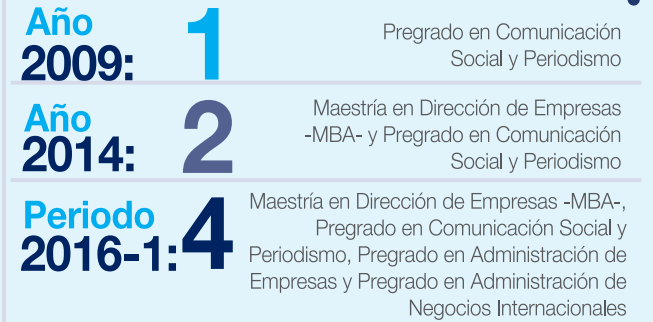 Año
2009:
1
Pregrado en Comunicación
Social y Periodismo
Año
2014:
2
Maestría en Dirección de Empresas
-MBA- y Pregrado en Comunicación
Social y Periodismo
Periodo
2016-1:
4
Maestría en Dirección de Empresas -MBA-,
Pregrado en Comunicación Social y
Periodismo, Pregrado en Administración de
Empresas y Pregrado en Administración de
Negocios Internacionales